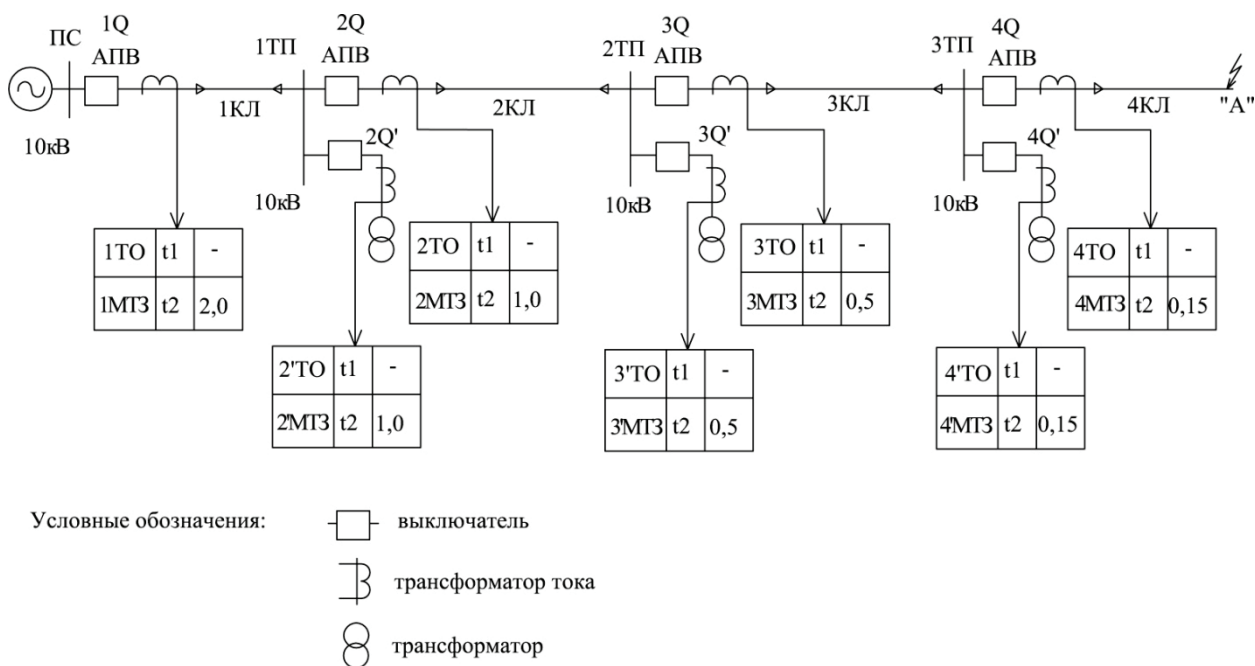 ПС
1Q
АПВ
1ТП
2Q
АПВ
2ТП
3Q
АПВ
3ТП
4Q
АПВ
1КЛ
2КЛ
3КЛ
4КЛ
"А"
10кВ
2Q'
10кВ
3Q'
10кВ
4Q'
10кВ
1ТО t1 -
1МТЗ t2 2,0
2ТО t1 -
2МТЗ t2 1,0
3ТО t1 -
3МТЗ t2 0,5
4ТО t1 -
4МТЗ t2 0,15
2'ТО t1 -
2'МТЗ t2 1,0
3'ТО t1 -
3'МТЗ t2 0,5
4'ТО t1 -
4'МТЗ t2 0,15
Условные обозначения:
выключатель
трансформатор тока
трансформатор